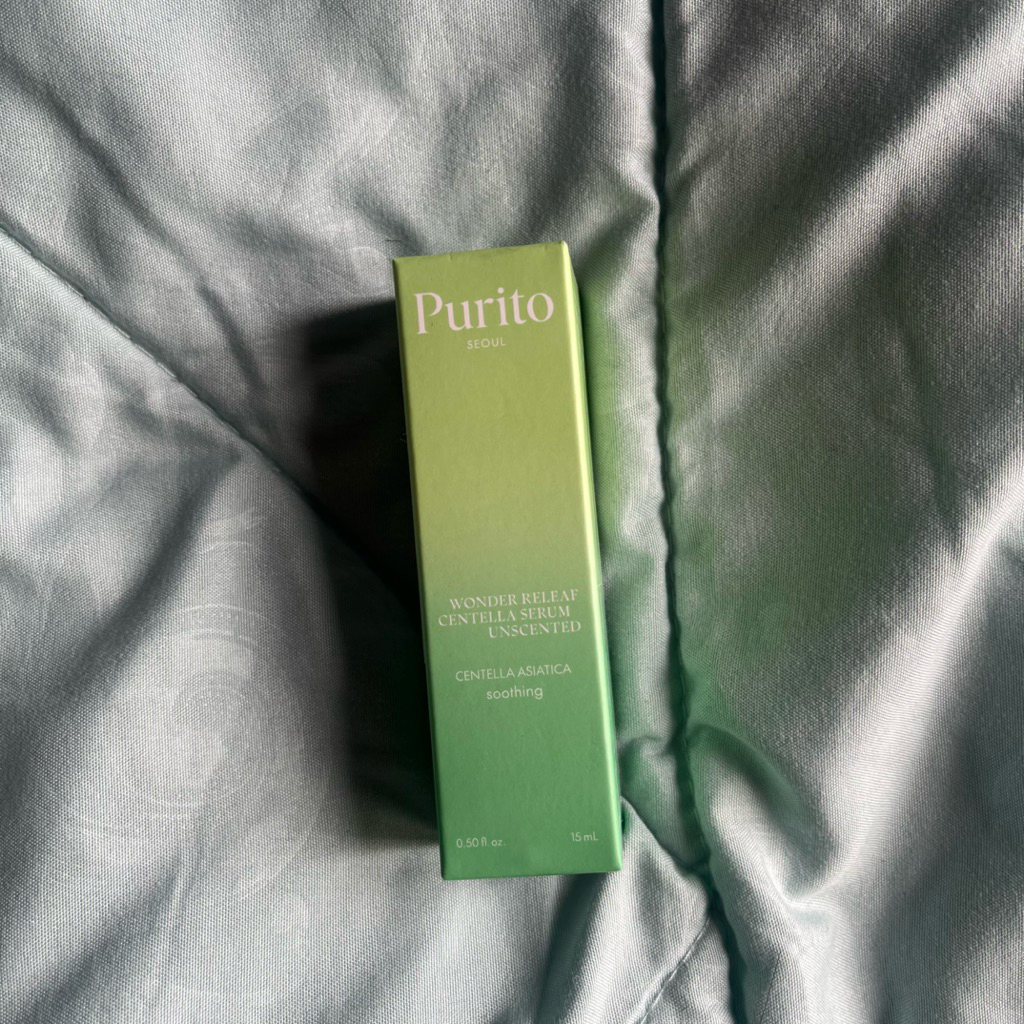 Purito
SEOUL
WONDER RELEAF
CENTELLA SERUM
UNSCENTED
CENTELLA ASIATICA
soothing
0.50 fl. oz. 15 mL